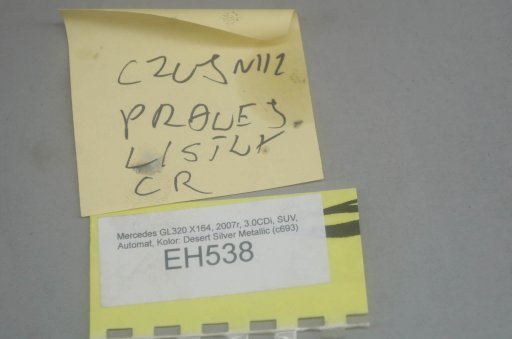 CZUJNIK
PRAWEJ
LISTWY
CR
Mercedes GL320 X164, 2007r, 3.0CDi, SUV,
Automat, Kolor: Desert Silver Metallic (c693)
EH538